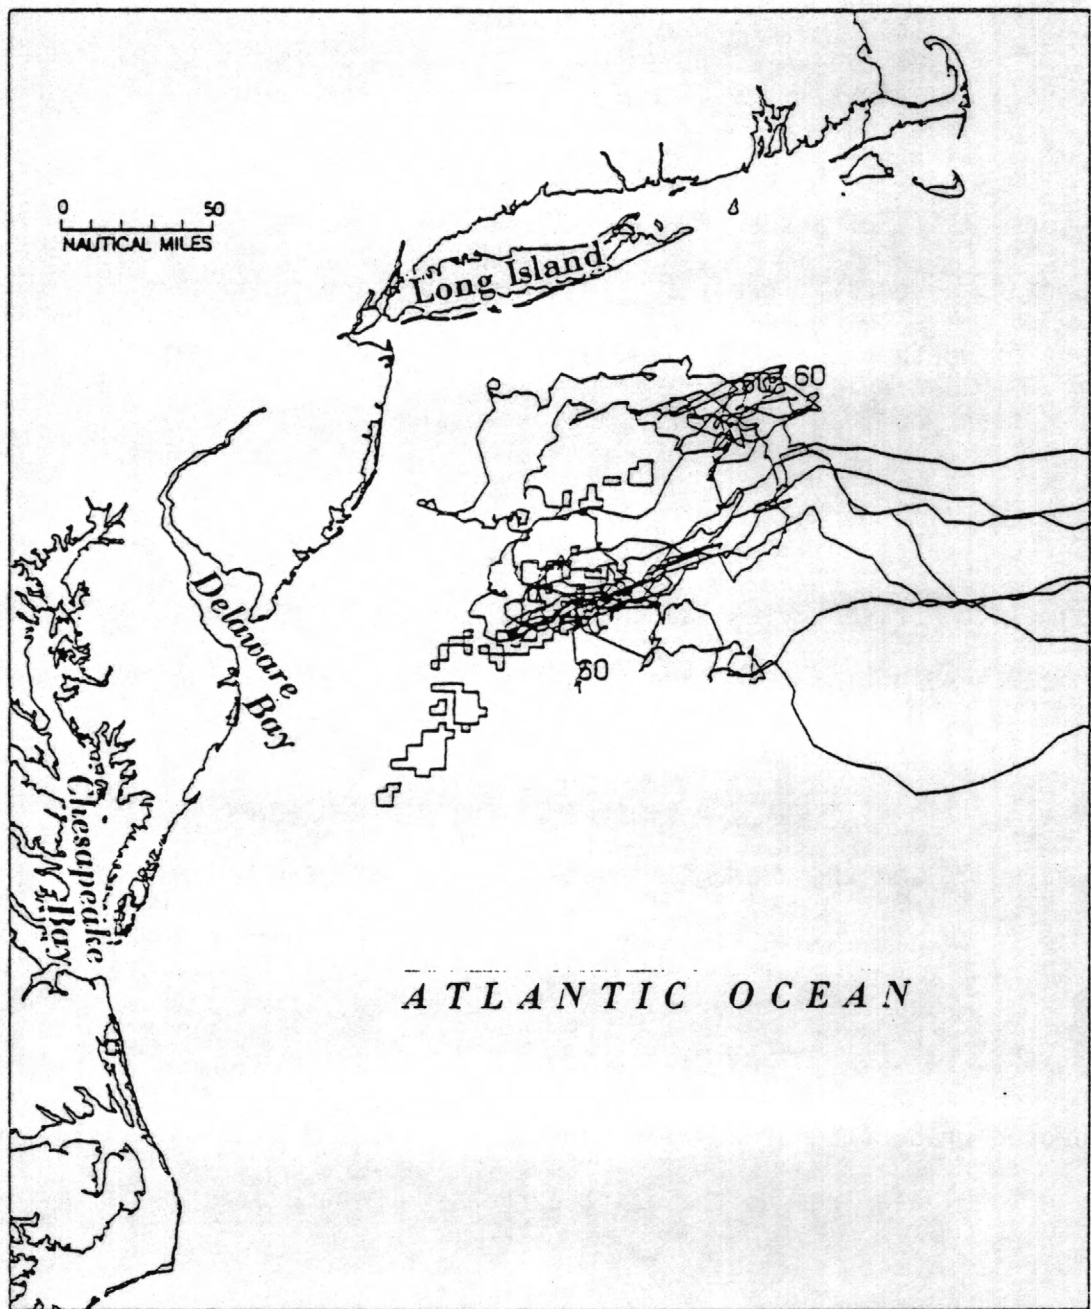 0 50
NAUTICAL MILES
Long Island
60
60
Delaware
Bay
Chesapeake
Bay
ATLANTIC OCEAN